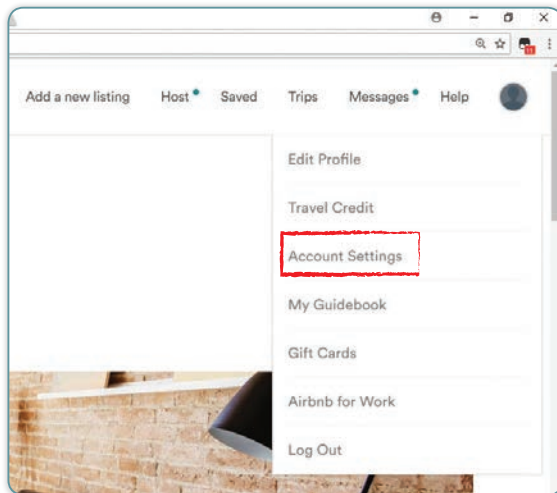 Add a new listing Host Saved Trips Messages Help
Edit Profile
Travel Credit
Account Settings
My Guidebook
Gift Cards
Airbnb for Work
Log Out